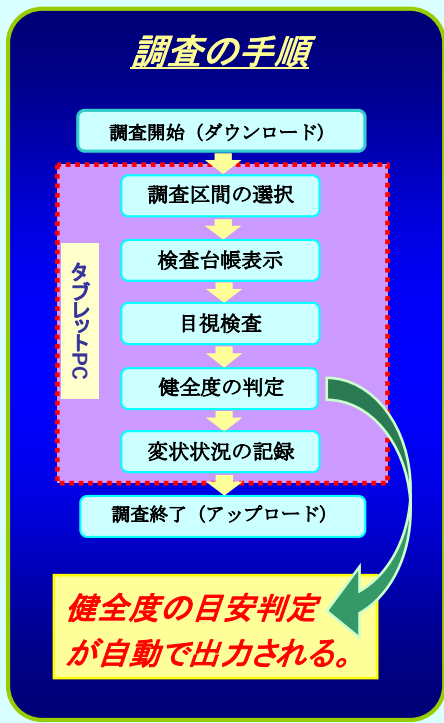 調査の手順
調査開始（ダウンロード）
調査区間の選択
検査台帳表示
タブレットPC
目視検査
健全度の判定
変状状況の記録
調査終了（アップロード）
健全度の目安判定
が自動で出力される。